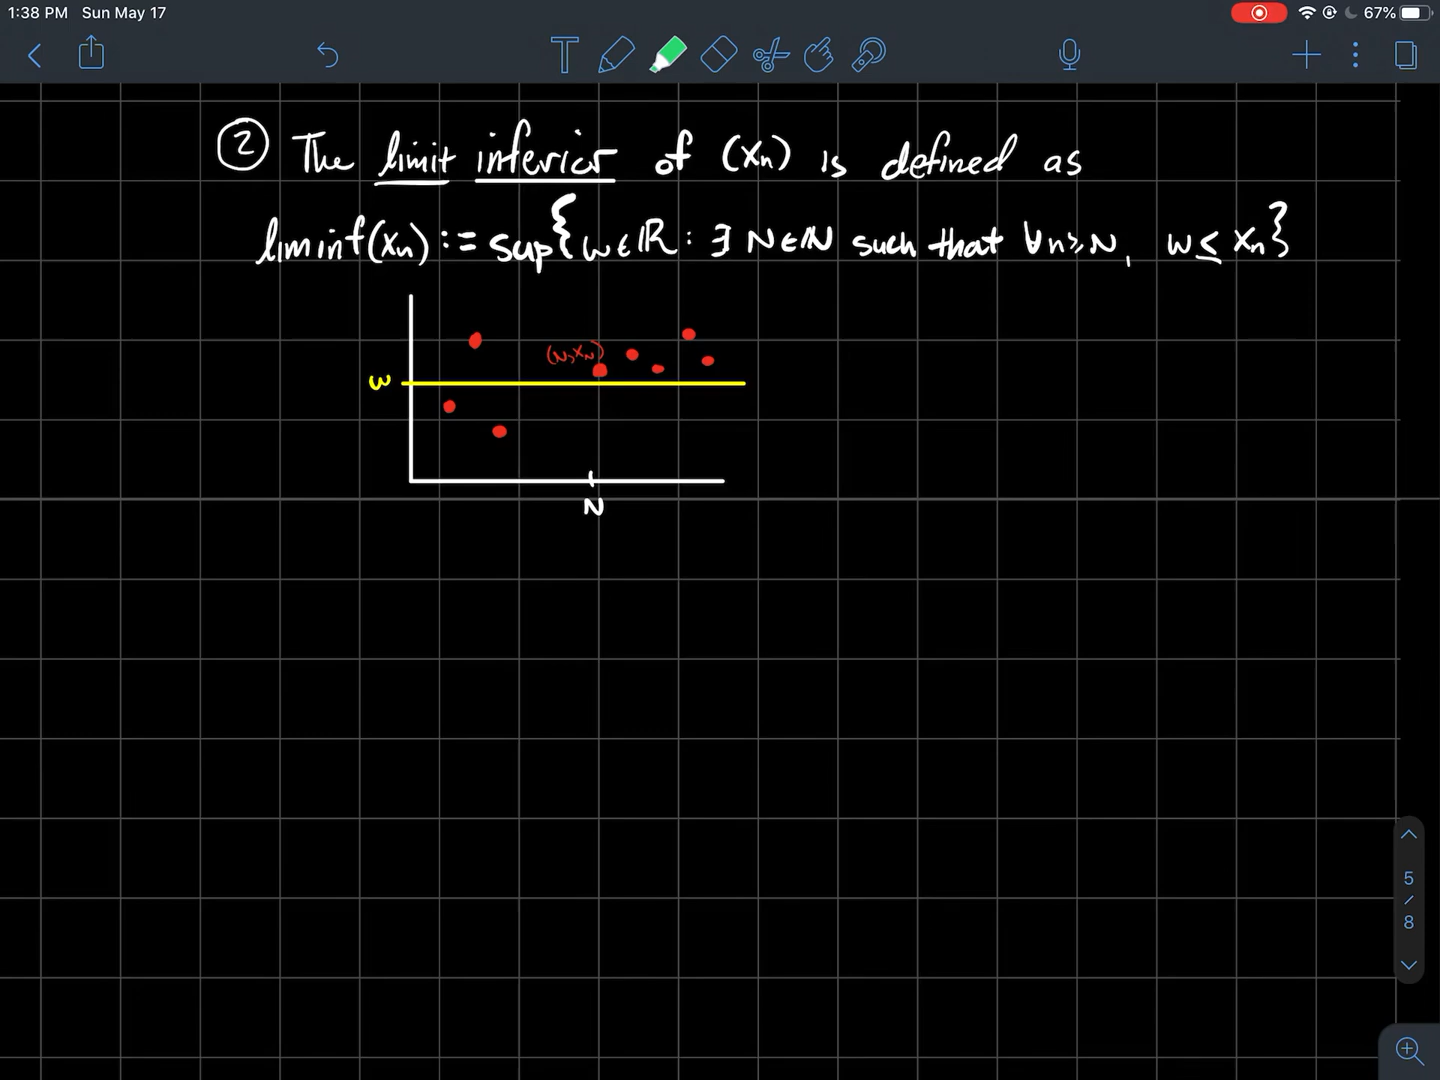 1:38 PM Sun May 17
67%
② The limit inferior of (xₙ) is defined as
liminf(xₙ) := sup{w∈ℝ : ∃ N∈ℕ such that ∀n≥N, w ≤ xₙ}
(N, x_N)
w
N
5
/
8